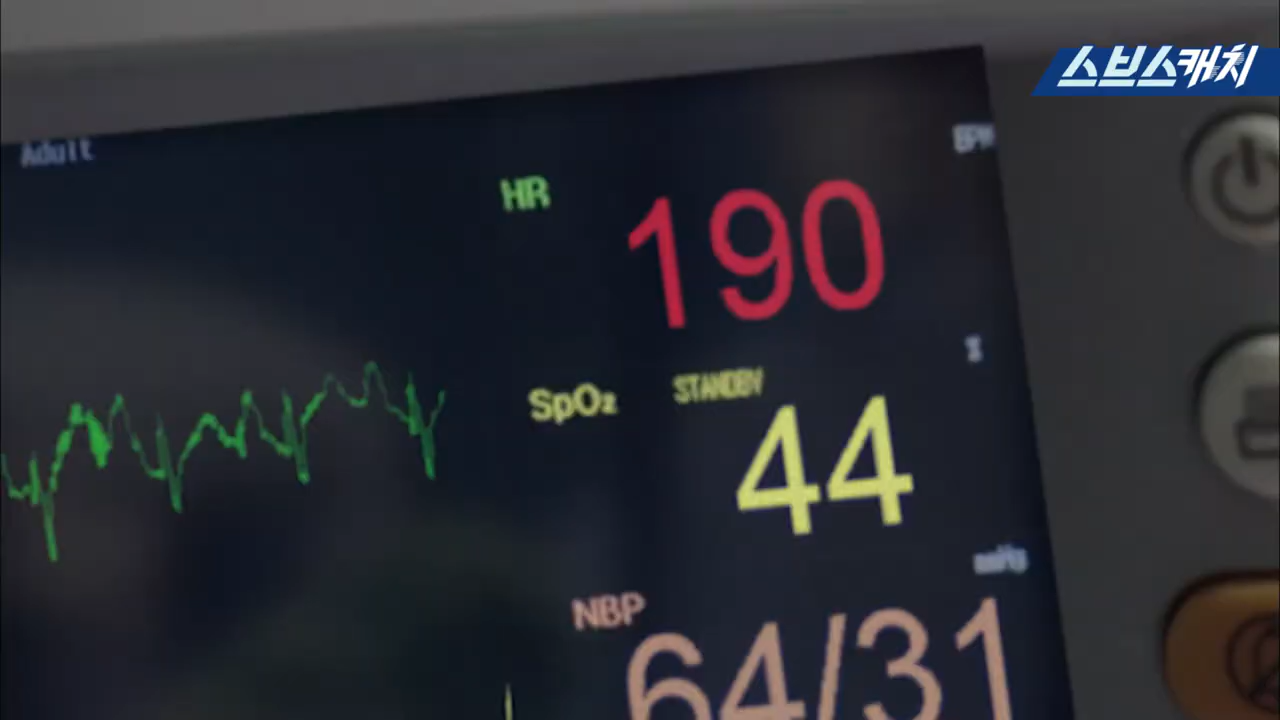 스브스캐치
Adult
BPM
HR
190
%
SpO₂
STANDBY
44
mmHg
NBP
64/31